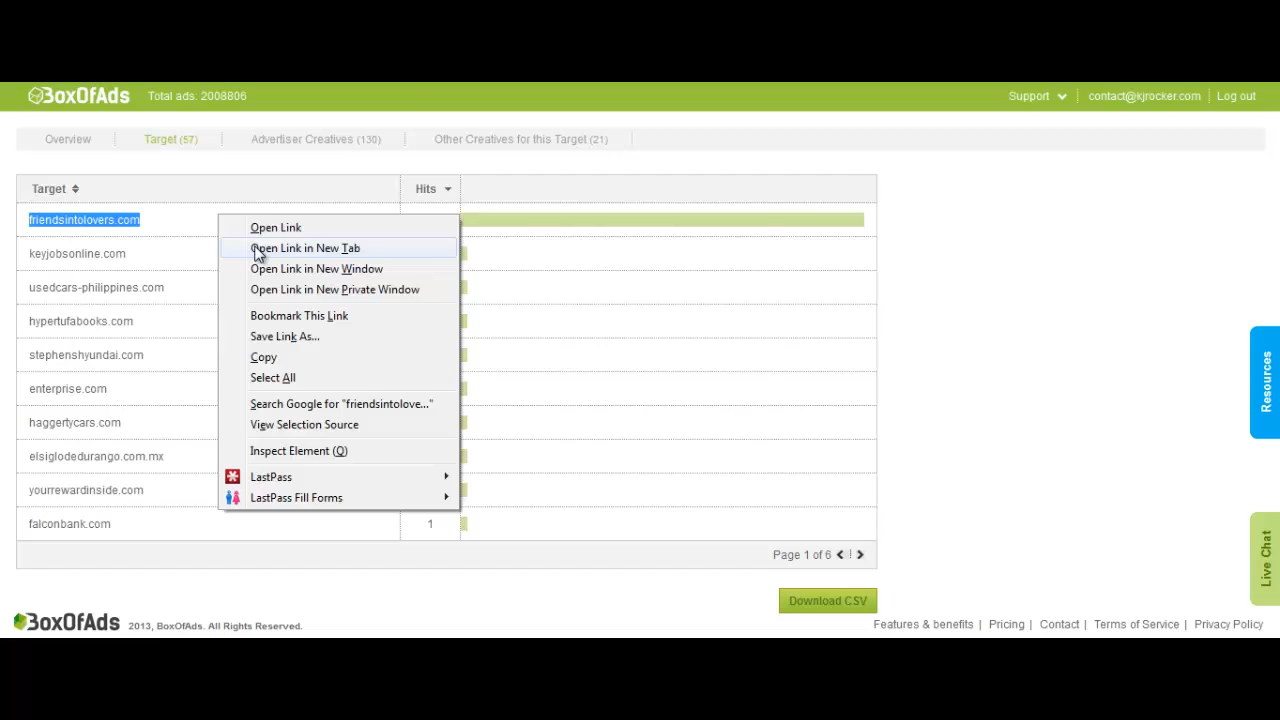 BoxOfAds Total ads: 2008806 Support contact@kjrocker.com Log out
Overview Target (57) Advertiser Creatives (130) Other Creatives for this Target (21)
Target Hits
friendsintolovers.com
keyjobsonline.com
usedcars-philippines.com
hypertufabooks.com
stephenshyundai.com
enterprise.com
haggertycars.com
elsiglodedurango.com.mx
yourrewardinside.com
falconbank.com 1
Open Link
Open Link in New Tab
Open Link in New Window
Open Link in New Private Window
Bookmark This Link
Save Link As...
Copy
Select All
Search Google for "friendsintolove..."
View Selection Source
Inspect Element (Q)
LastPass
LastPass Fill Forms
Page 1 of 6
Download CSV
Resources
Live Chat
BoxOfAds 2013, BoxOfAds. All Rights Reserved.
Features & benefits | Pricing | Contact | Terms of Service | Privacy Policy